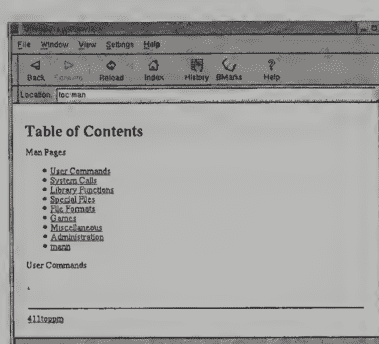 File Window View Settings Help
Back Forward Reload Index History BMarks Help
Location: toc:man
Table of Contents
Man Pages
User Commands
System Calls
Library Functions
Special Files
File Formats
Games
Miscellaneous
Administration
mann
User Commands
411toppm